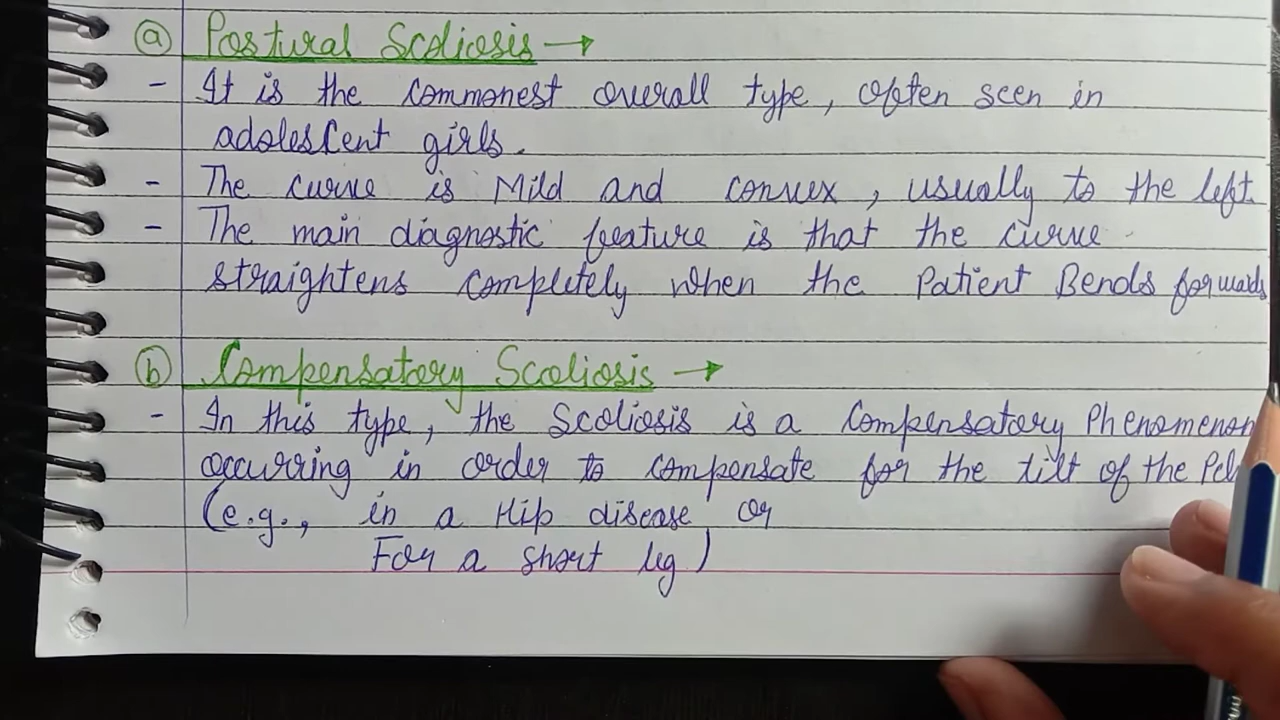 (a) Postural Scoliosis →
- It is the commonest overall type, often seen in
adolescent girls.
- The curve is Mild and convex, usually to the left.
- The main diagnostic feature is that the curve
straightens completely when the Patient Bends forwards
(b) Compensatory Scoliosis →
- In this type, the Scoliosis is a Compensatory Phenomenon
occurring in order to compensate for the tilt of the Pel
(e.g., in a Hip disease or
For a short leg)